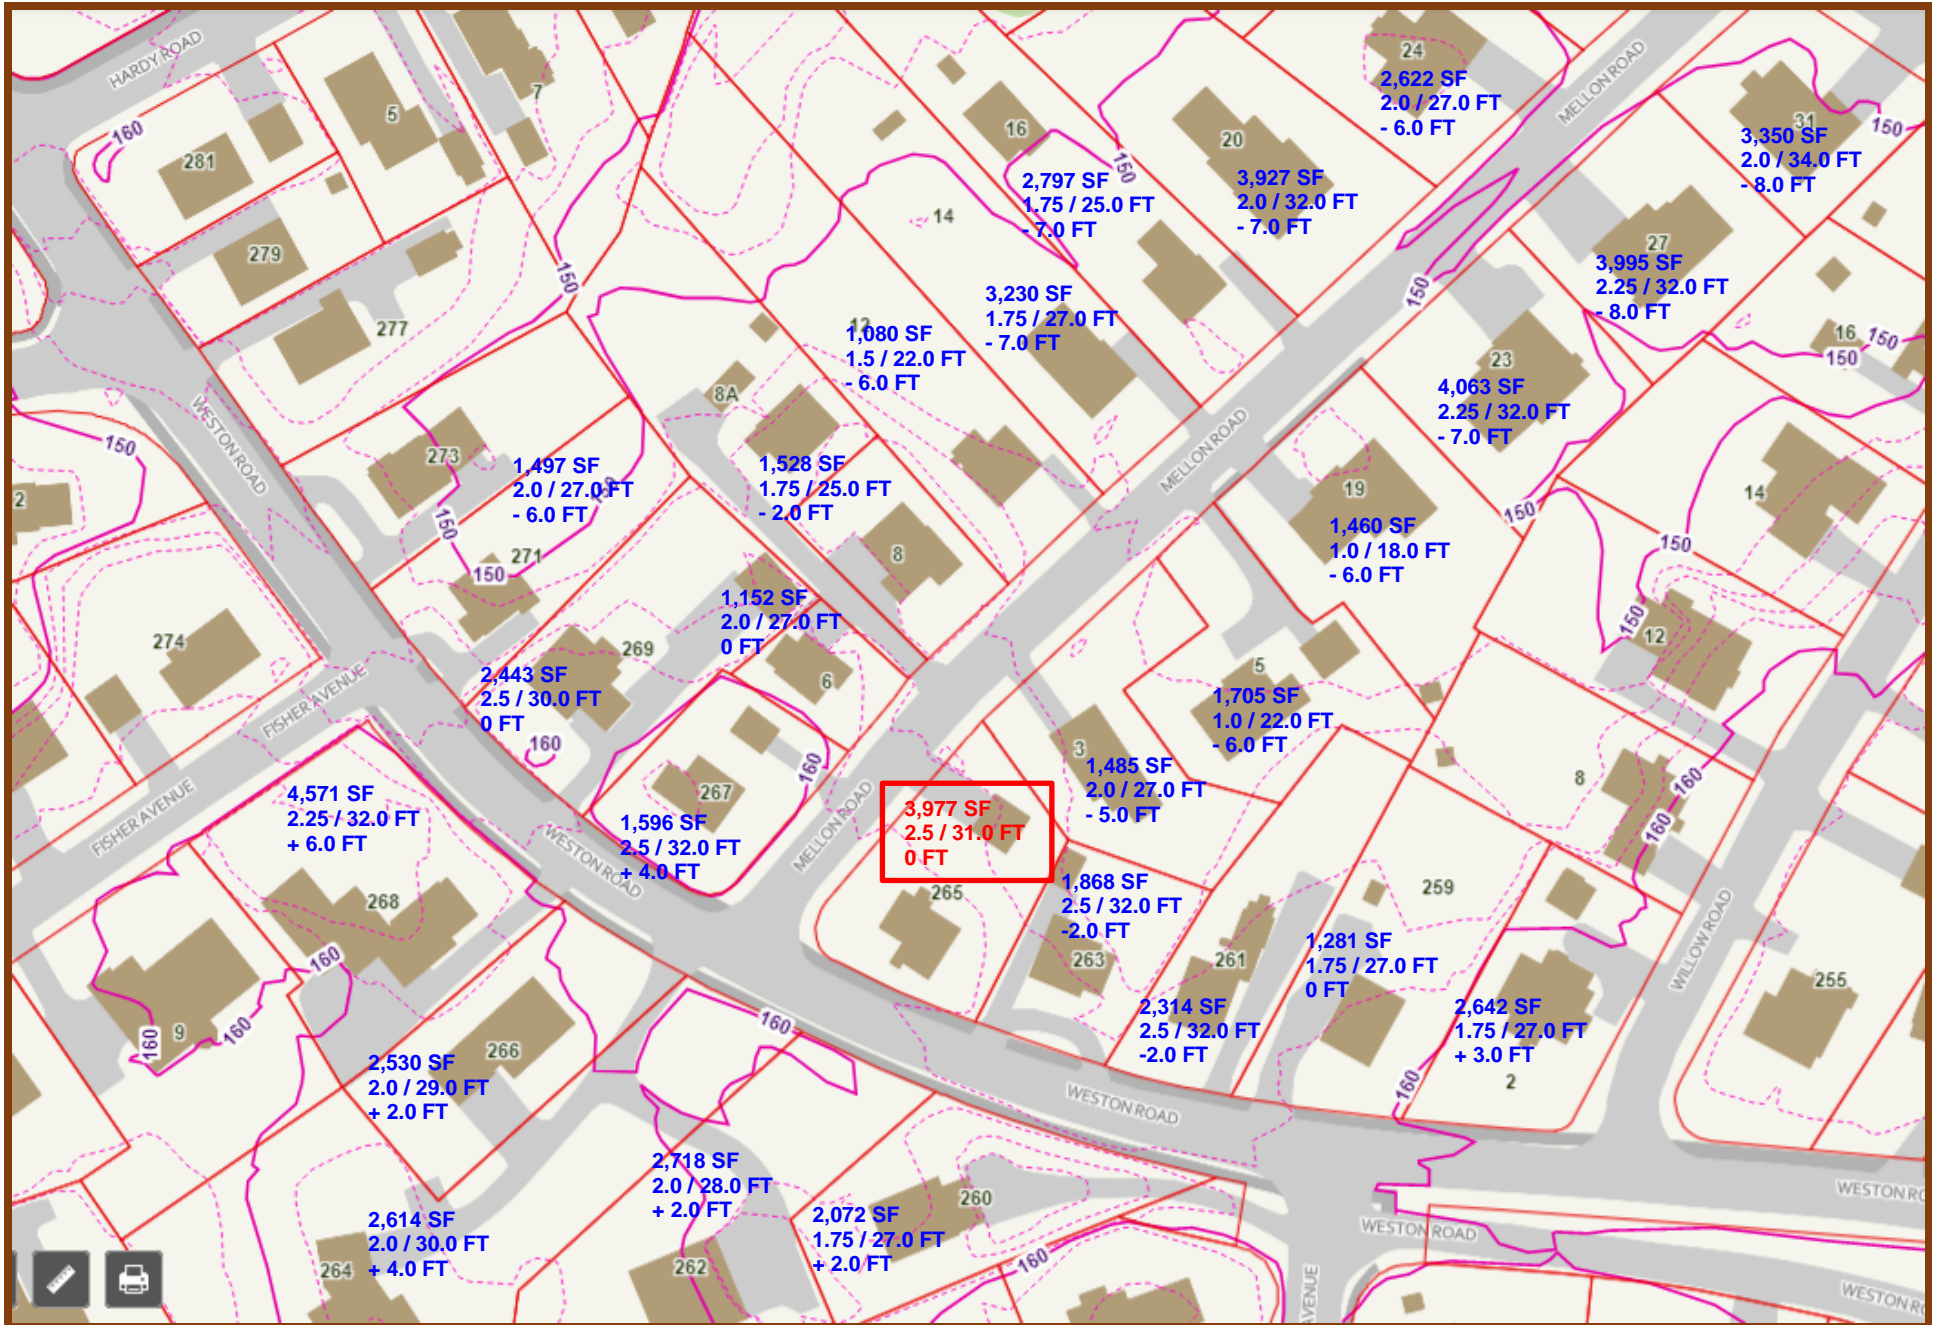 HARDY ROAD
160
281
5
7
279
277
150
16
2,797 SF
1.75 / 25.0 FT
- 7.0 FT
150
20
3,927 SF
2.0 / 32.0 FT
- 7.0 FT
24
2,622 SF
2.0 / 27.0 FT
- 6.0 FT
MELLON ROAD
31
3,350 SF
2.0 / 34.0 FT
- 8.0 FT
150
14
3,230 SF
1.75 / 27.0 FT
- 7.0 FT
150
27
3,995 SF
2.25 / 32.0 FT
- 8.0 FT
16
150
150
12
1,080 SF
1.5 / 22.0 FT
- 6.0 FT
8A
23
4,063 SF
2.25 / 32.0 FT
- 7.0 FT
WESTON ROAD
150
2
273
150
1,497 SF
2.0 / 27.0 FT
- 6.0 FT
150
271
150
1,528 SF
1.75 / 25.0 FT
- 2.0 FT
8
MELLON ROAD
19
1,460 SF
1.0 / 18.0 FT
- 6.0 FT
150
14
150
150
12
274
FISHER AVENUE
269
2,443 SF
2.5 / 30.0 FT
0 FT
160
1,152 SF
2.0 / 27.0 FT
0 FT
6
5
1,705 SF
1.0 / 22.0 FT
- 6.0 FT
3
1,485 SF
2.0 / 27.0 FT
- 5.0 FT
8
160
160
FISHER AVENUE
4,571 SF
2.25 / 32.0 FT
+ 6.0 FT
268
WESTON ROAD
267
160
1,596 SF
2.5 / 32.0 FT
+ 4.0 FT
MELLON ROAD
3,977 SF
2.5 / 31.0 FT
0 FT
265
1,868 SF
2.5 / 32.0 FT
-2.0 FT
263
261
2,314 SF
2.5 / 32.0 FT
-2.0 FT
259
1,281 SF
1.75 / 27.0 FT
0 FT
2,642 SF
1.75 / 27.0 FT
+ 3.0 FT
2
WILLOW ROAD
255
160
9
160
160
266
2,530 SF
2.0 / 29.0 FT
+ 2.0 FT
160
WESTON ROAD
160
2,718 SF
2.0 / 28.0 FT
+ 2.0 FT
262
2,072 SF
1.75 / 27.0 FT
+ 2.0 FT
260
160
2,614 SF
2.0 / 30.0 FT
+ 4.0 FT
264
WESTON ROAD
WESTON RO
WESTON RO
AVENUE